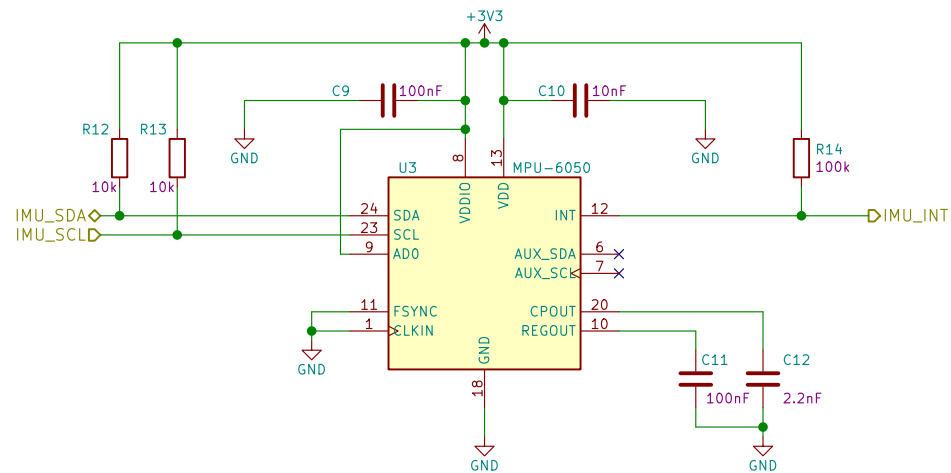 +3V3
C9
100nF
C10
10nF
GND
GND
R12
10k
R13
10k
R14
100k
U3
MPU-6050
8
VDDIO
13
VDD
IMU_SDA
24
SDA
INT
12
IMU_INT
IMU_SCL
23
SCL
9
AD0
AUX_SDA
6
AUX_SCL
7
11
FSYNC
CPOUT
20
1
CLKIN
REGOUT
10
GND
GND
18
C11
100nF
C12
2.2nF
GND
GND